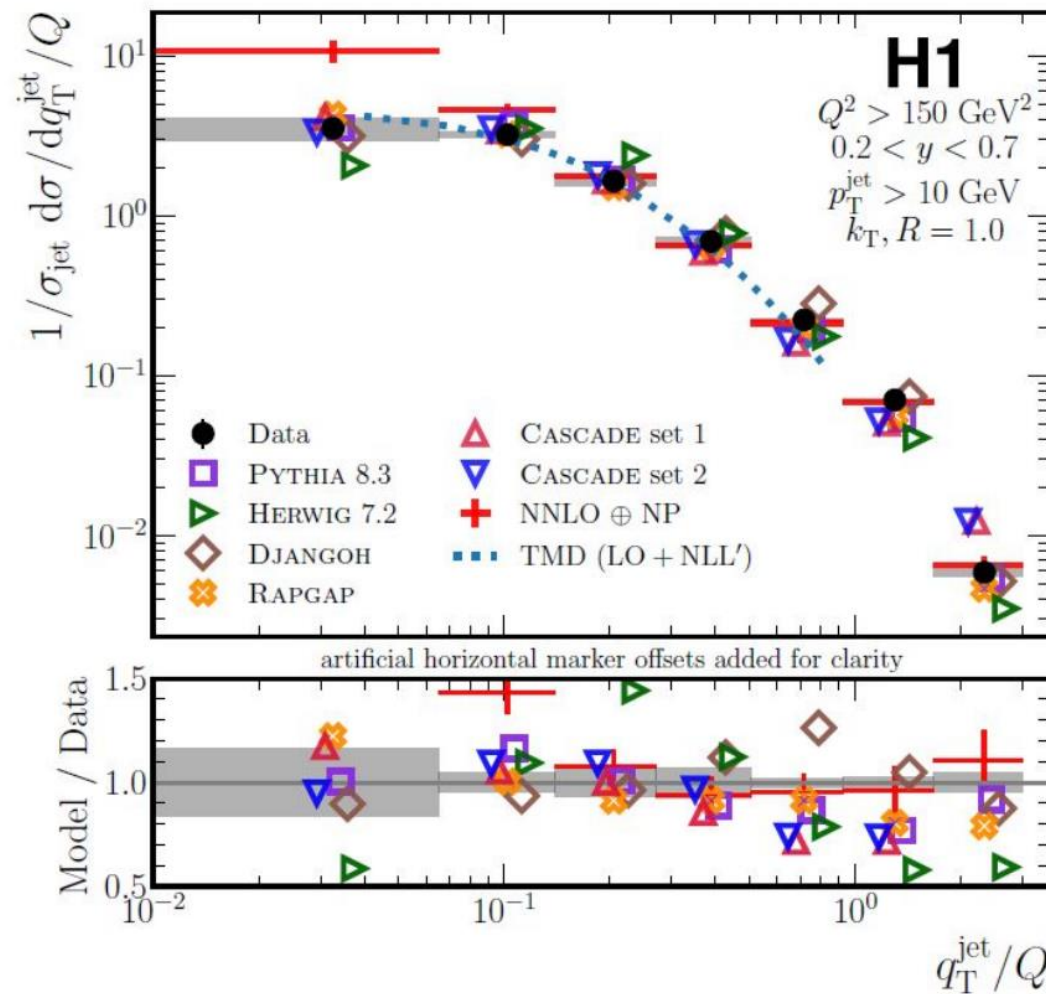 1/σ_jet dσ/dq_T^jet/Q
10^1
10^0
10^-1
10^-2
H1
Q^2 > 150 GeV^2
0.2 < y < 0.7
p_T^jet > 10 GeV
k_T, R = 1.0
Data
PYTHIA 8.3
HERWIG 7.2
DJANGOH
RAPGAP
CASCADE set 1
CASCADE set 2
NNLO ⊕ NP
TMD (LO + NLL′)
artificial horizontal marker offsets added for clarity
Model / Data
1.5
1.0
0.5
10^-2
10^-1
10^0
q_T^jet/Q